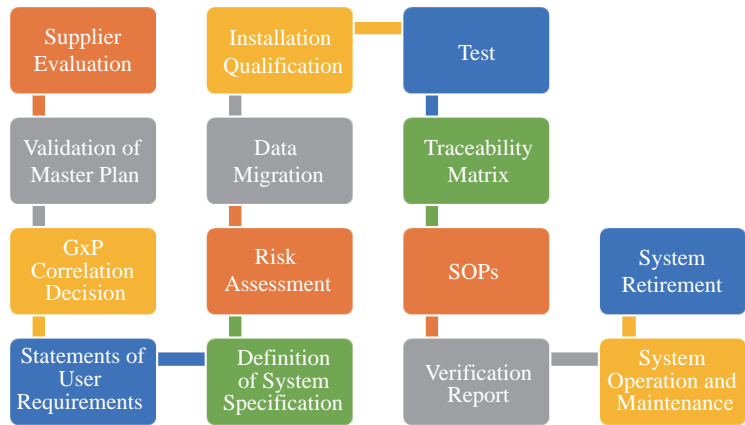 Supplier
Evaluation
Validation of
Master Plan
GxP
Correlation
Decision
Statements of
User
Requirements
Definition
of System
Specification
Risk
Assessment
Data
Migration
Installation
Qualification
Test
Traceability
Matrix
SOPs
Verification
Report
System
Operation and
Maintenance
System
Retirement